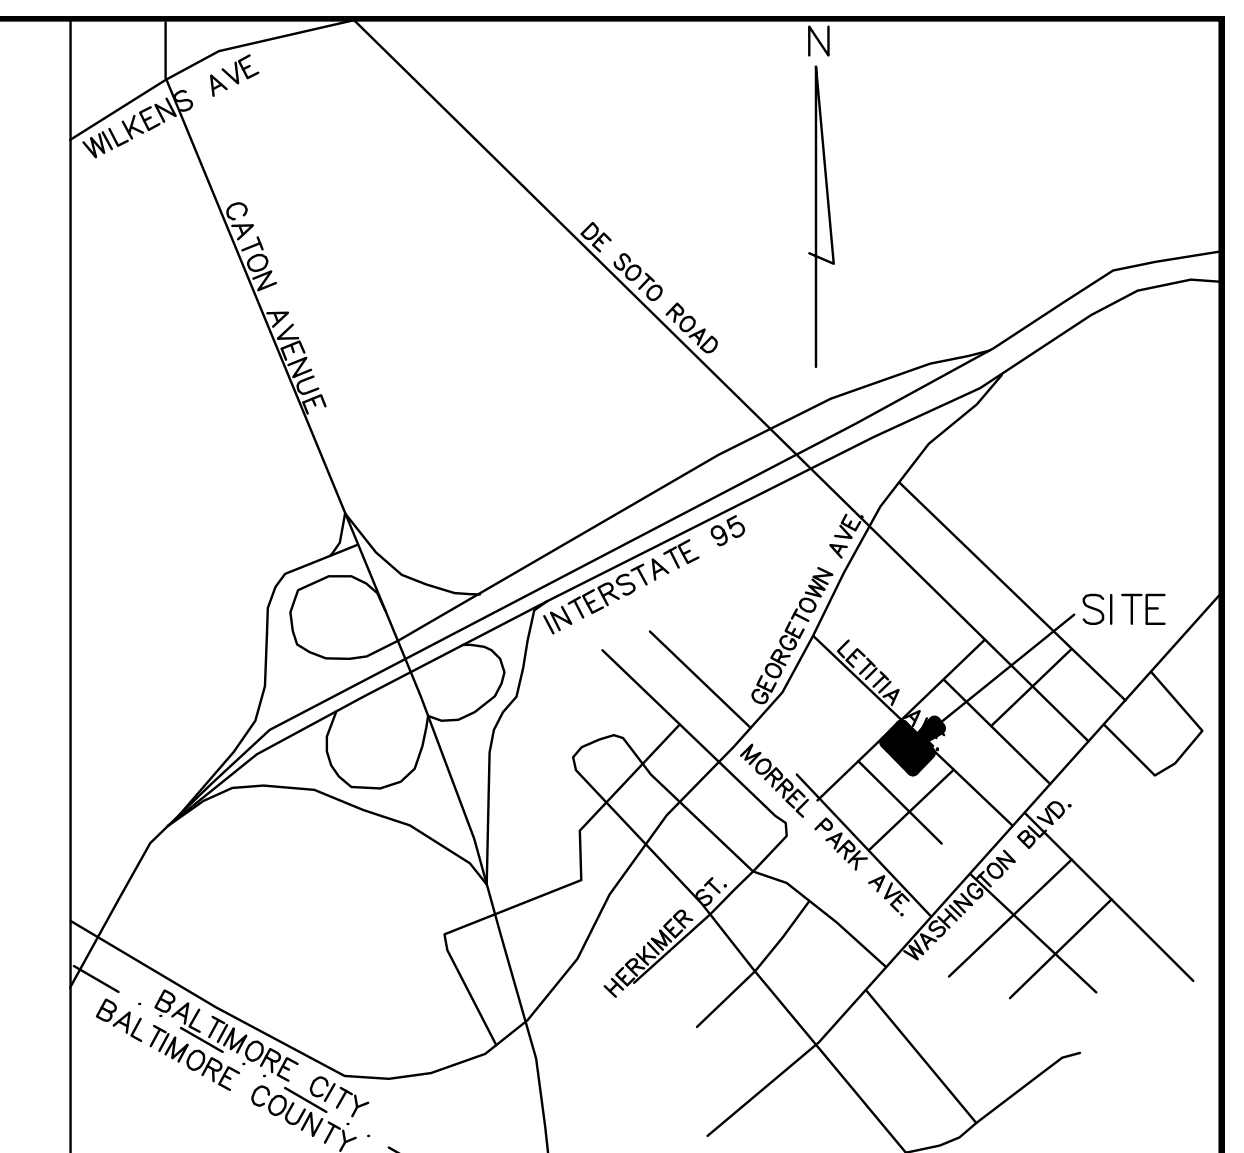 N
WILKENS AVE
CATON AVENUE
DE SOTO ROAD
INTERSTATE 95
GEORGETOWN AVE.
SITE
LETITIA A
MORREL PARK AVE.
WASHINGTON BLVD.
HERKIMER ST.
BALTIMORE CITY
BALTIMORE COUNTY